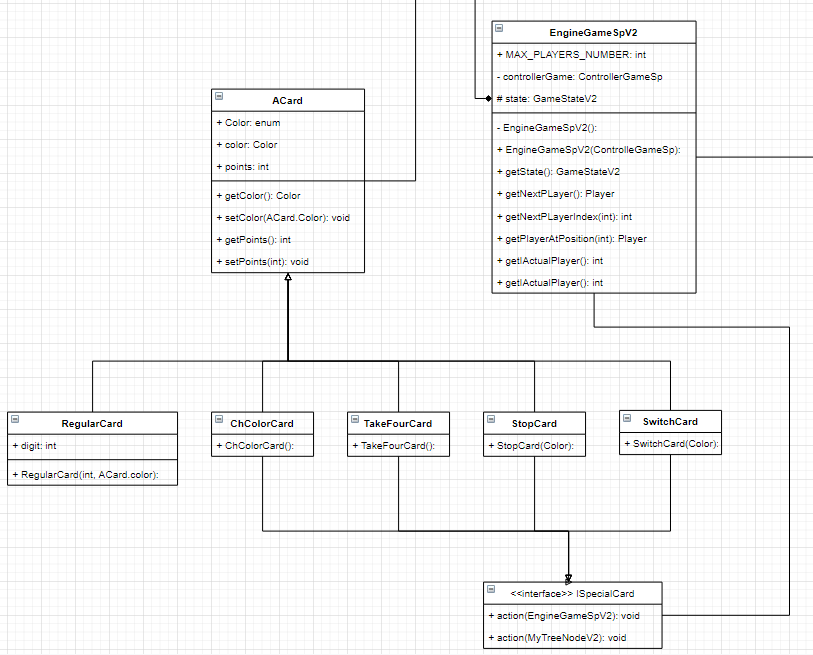 EngineGameSpV2
+ MAX_PLAYERS_NUMBER: int
- controllerGame: ControllerGameSp
# state: GameStateV2
- EngineGameSpV2():
+ EngineGameSpV2(ControlleGameSp):
+ getState(): GameStateV2
+ getNextPLayer(): Player
+ getNextPLayerIndex(int): int
+ getPlayerAtPosition(int): Player
+ getIActualPlayer(): int
+ getIActualPlayer(): int
ACard
+ Color: enum
+ color: Color
+ points: int
+ getColor(): Color
+ setColor(ACard.Color): void
+ getPoints(): int
+ setPoints(int): void
RegularCard
+ digit: int
+ RegularCard(int, ACard.color):
ChColorCard
+ ChColorCard():
TakeFourCard
+ TakeFourCard():
StopCard
+ StopCard(Color):
SwitchCard
+ SwitchCard(Color):
<<interface>> ISpecialCard
+ action(EngineGameSpV2): void
+ action(MyTreeNodeV2): void